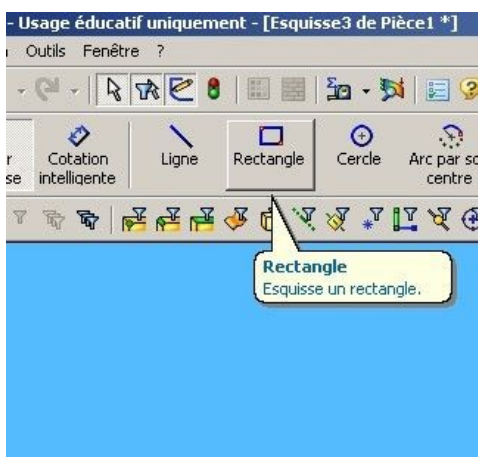 - Usage éducatif uniquement - [Esquisse3 de Pièce1 *]
Outils Fenêtre ?
Cotation
intelligente
Ligne
Rectangle
Cercle
Arc par
centre
Rectangle
Esquisse un rectangle.